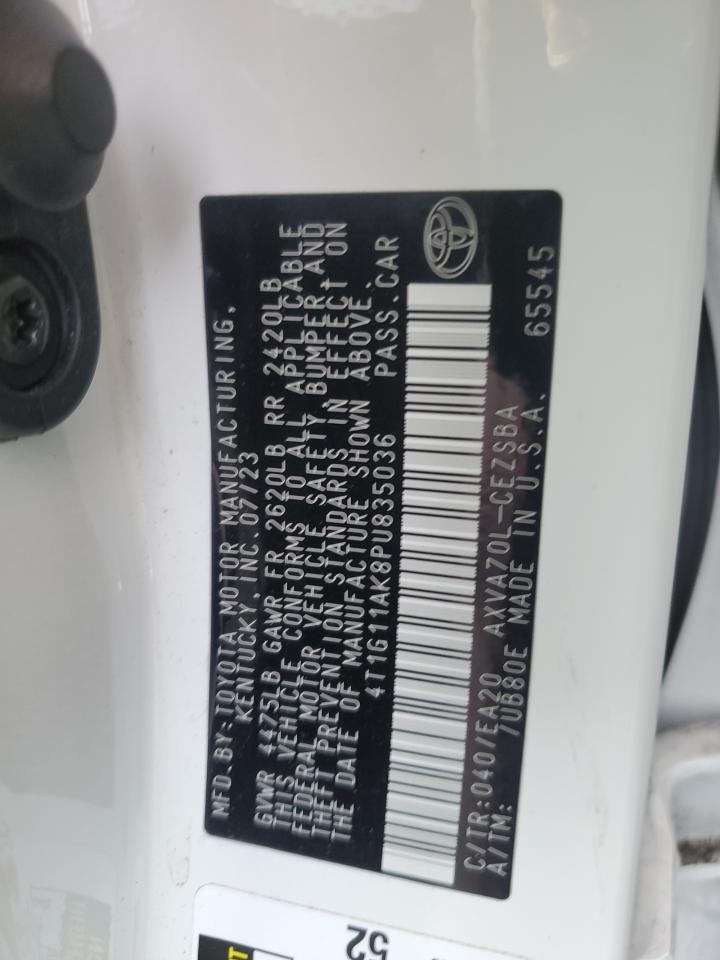 MFD.BY:TOYOTA MOTOR MANUFACTURING,
KENTUCKY, INC.07/23
GVWR 4475LB GAWR FR 2620LB RR 2420LB
THIS VEHICLE CONFORMS TO ALL APPLICABLE
FEDERAL MOTOR VEHICLE SAFETY, BUMPER, AND
THEFT PREVENTION STANDARDS IN EFFECT ON
THE DATE OF MANUFACTURE SHOWN ABOVE.
4T1G11AK8PU835036 PASS.CAR
C/TR:040/EA20 AXVA70L-CEZSBA 65545
A/TM: /UB80E MADE IN U.S.A.
52